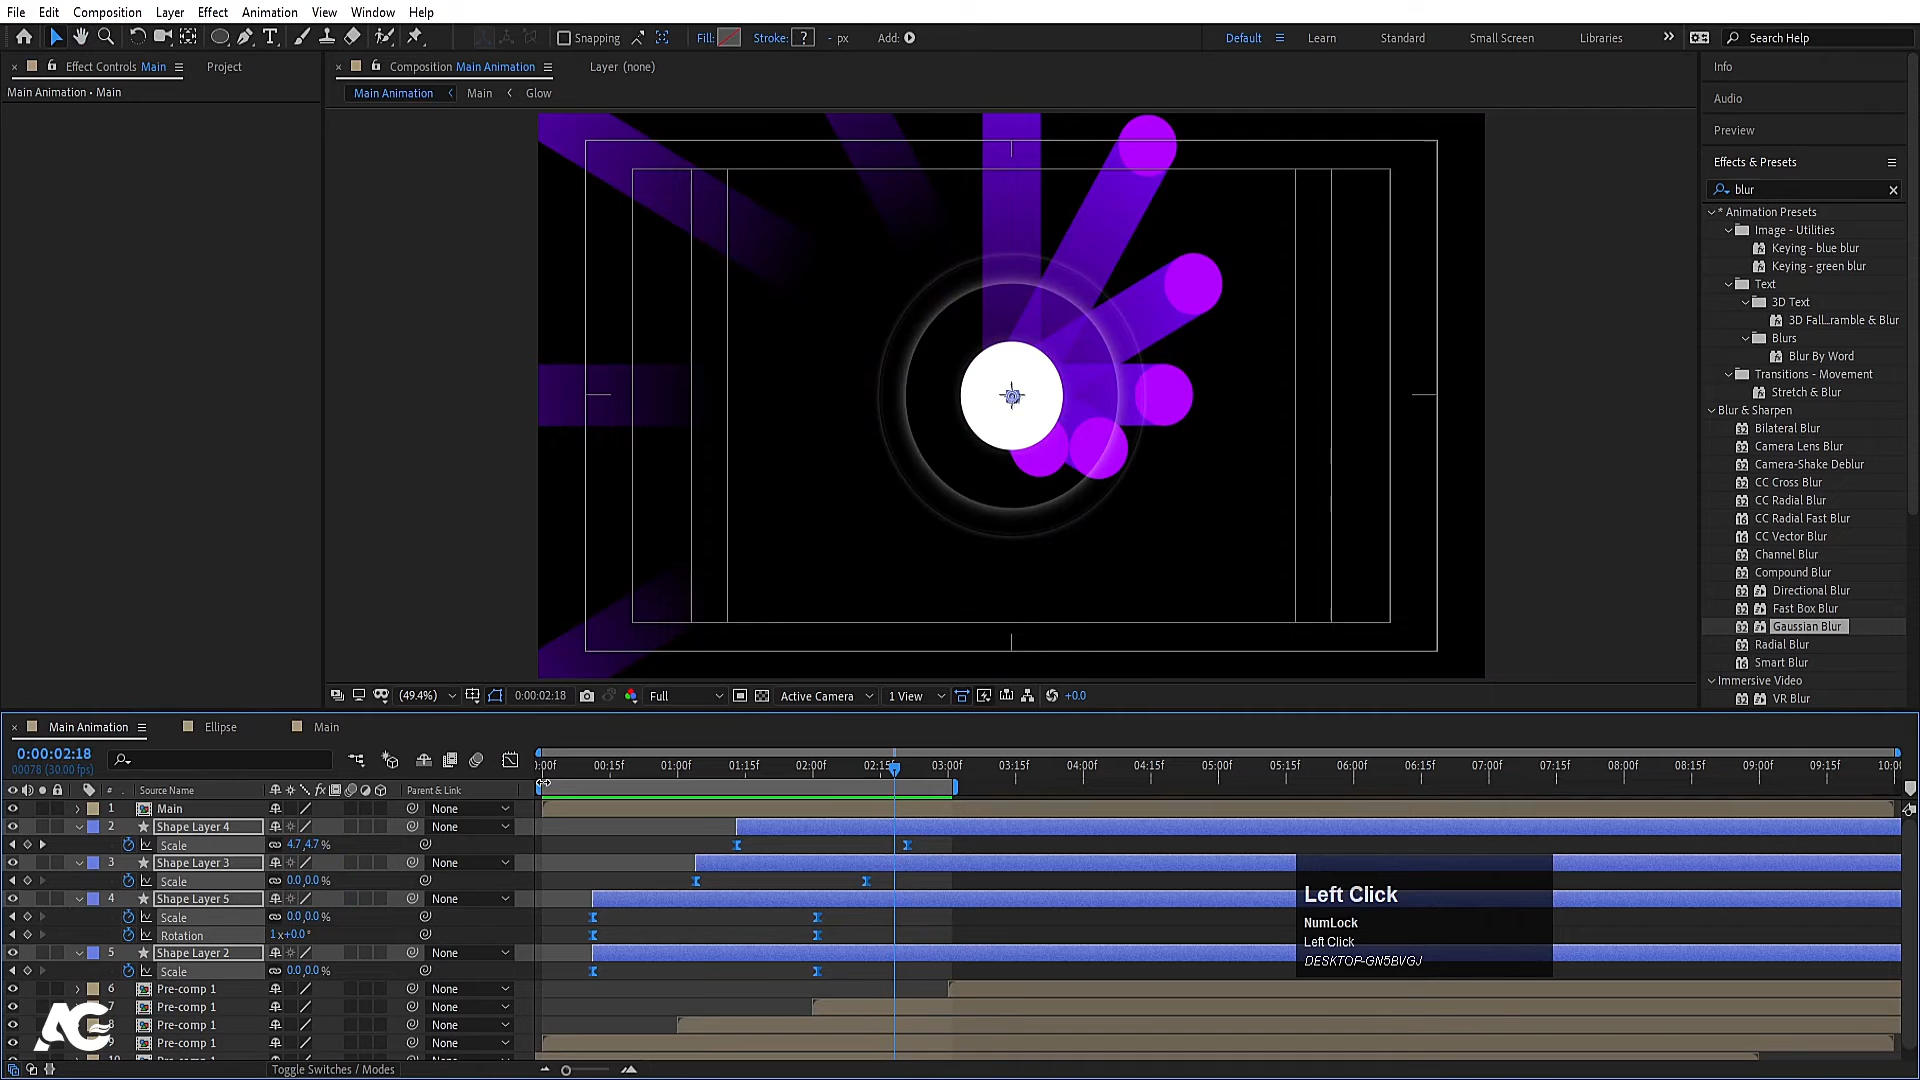 File Edit Composition Layer Effect Animation View Window Help
Snapping Fill: Stroke: ? - px Add: Default Learn Standard Small Screen Libraries Search Help
Effect Controls Main Project
Composition Main Animation Layer (none)
Main Animation • Main
Main Animation Main Glow
Info
Audio
Preview
Effects & Presets
blur
* Animation Presets
Image - Utilities
Keying - blue blur
Keying - green blur
Text
3D Text
3D Fall...ramble & Blur
Blurs
Blur By Word
Transitions - Movement
Stretch & Blur
Blur & Sharpen
Bilateral Blur
Camera Lens Blur
Camera-Shake Deblur
CC Cross Blur
CC Radial Blur
CC Radial Fast Blur
CC Vector Blur
Channel Blur
Compound Blur
Directional Blur
Fast Box Blur
Gaussian Blur
Radial Blur
Smart Blur
Immersive Video
VR Blur
(49.4%) 0:00:02:18 Full Active Camera 1 View +0.0
Main Animation Ellipse Main
0:00:02:18
00078 (30.00 fps)
0:00f 00:15f 01:00f 01:15f 02:00f 02:15f 03:00f 03:15f 04:00f 04:15f 05:00f 05:15f 06:00f 06:15f 07:00f 07:15f 08:00f 08:15f 09:00f 09:15f 10:0
# Source Name fx Parent & Link
1 Main None
2 Shape Layer 4 None
Scale 4.7,4.7%
3 Shape Layer 3 None
Scale 0.0,0.0%
4 Shape Layer 5 None
Scale 0.0,0.0%
Rotation 1x+0.0°
5 Shape Layer 2 None
Scale 0.0,0.0%
6 Pre-comp 1 None
7 Pre-comp 1 None
8 Pre-comp 1 None
9 Pre-comp 1 None
Toggle Switches / Modes
Left Click
NumLock
Left Click
DESKTOP-GN5BVGJ
AG